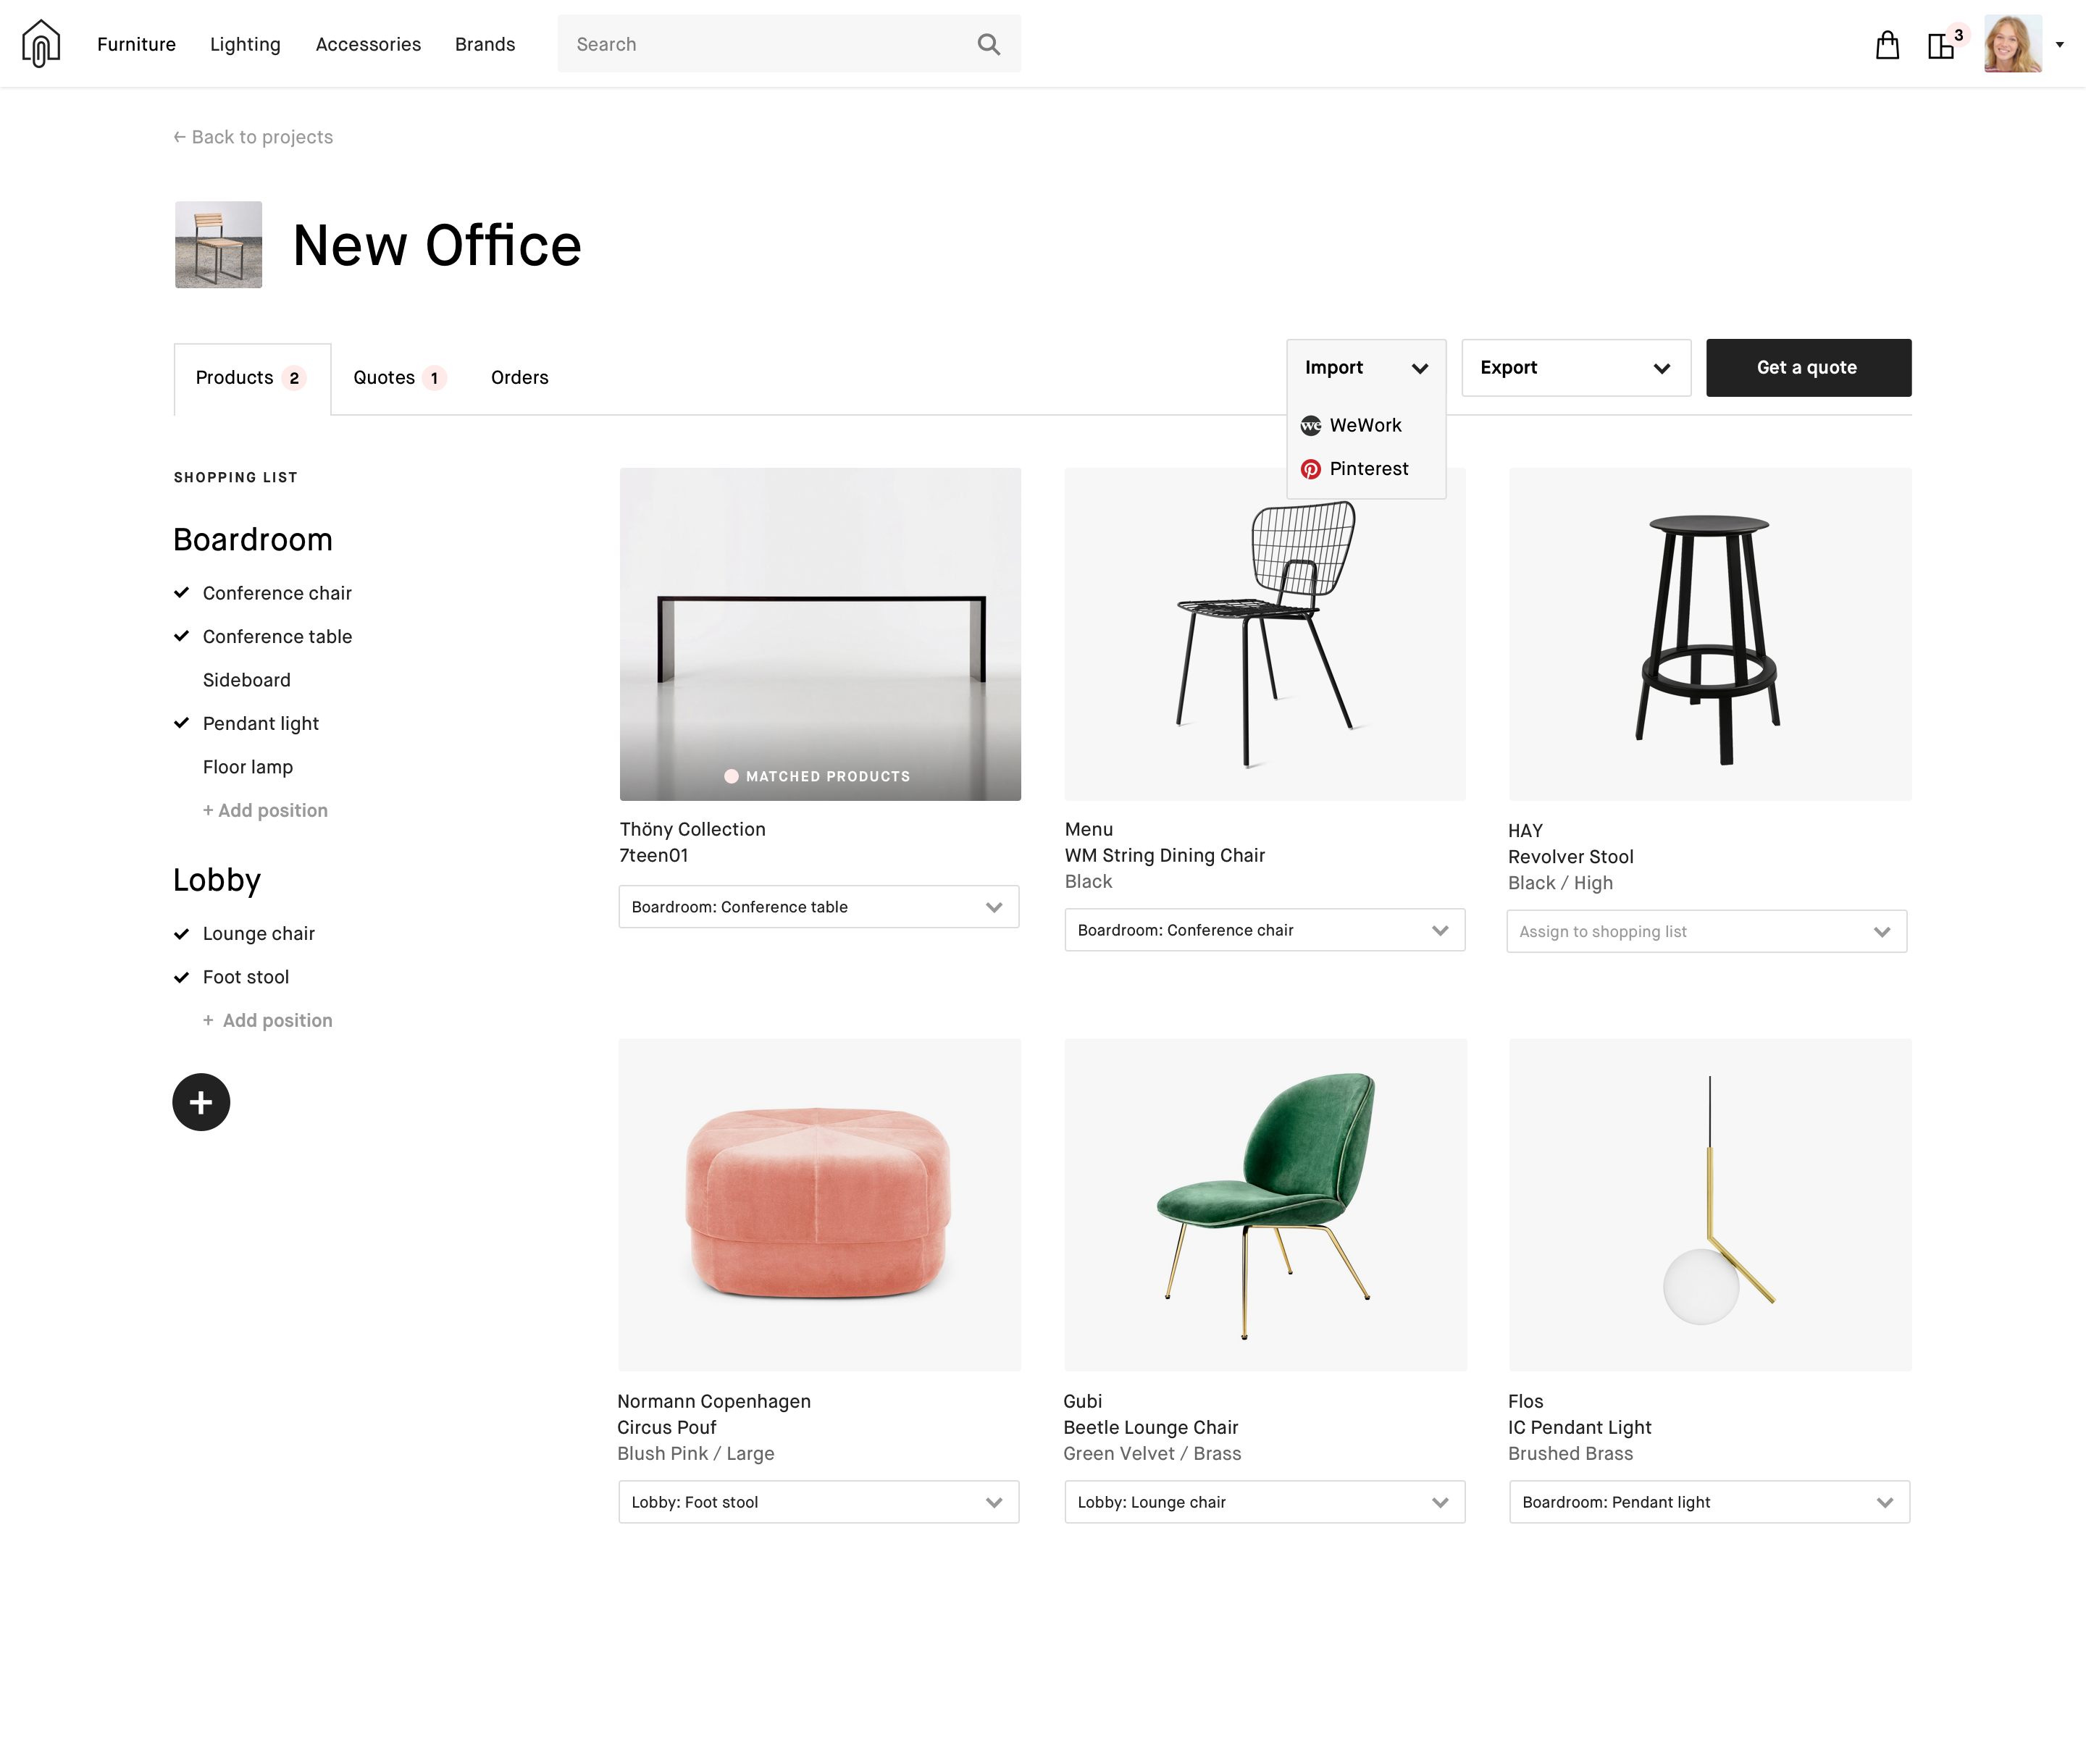 Furniture
Lighting
Accessories
Brands
Search
3
← Back to projects
New Office
Products 2
Quotes 1
Orders
Import
WeWork
Pinterest
Export
Get a quote
SHOPPING LIST
Boardroom
Conference chair
Conference table
Sideboard
Pendant light
Floor lamp
+ Add position
Lobby
Lounge chair
Foot stool
+ Add position
MATCHED PRODUCTS
Thöny Collection
7teen01
Boardroom: Conference table
Menu
WM String Dining Chair
Black
Boardroom: Conference chair
HAY
Revolver Stool
Black / High
Assign to shopping list
Normann Copenhagen
Circus Pouf
Blush Pink / Large
Lobby: Foot stool
Gubi
Beetle Lounge Chair
Green Velvet / Brass
Lobby: Lounge chair
Flos
IC Pendant Light
Brushed Brass
Boardroom: Pendant light